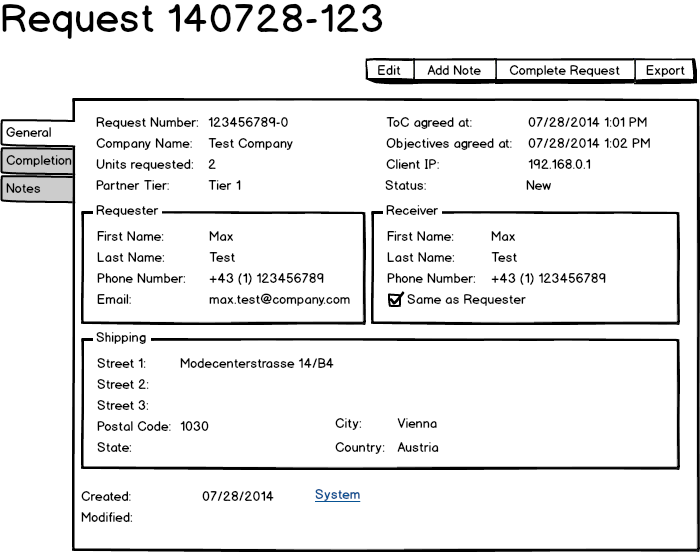 Request 140728-123
Edit Add Note Complete Request Export
General
Completion
Notes
Request Number: 123456789-0 ToC agreed at: 07/28/2014 1:01 PM
Company Name: Test Company Objectives agreed at: 07/28/2014 1:02 PM
Units requested: 2 Client IP: 192.168.0.1
Partner Tier: Tier 1 Status: New
Requester
First Name: Max
Last Name: Test
Phone Number: +43 (1) 123456789
Email: max.test@company.com
Receiver
First Name: Max
Last Name: Test
Phone Number: +43 (1) 123456789
Same as Requester
Shipping
Street 1: Modecenterstrasse 14/B4
Street 2:
Street 3:
Postal Code: 1030 City: Vienna
State: Country: Austria
Created: 07/28/2014 System
Modified: